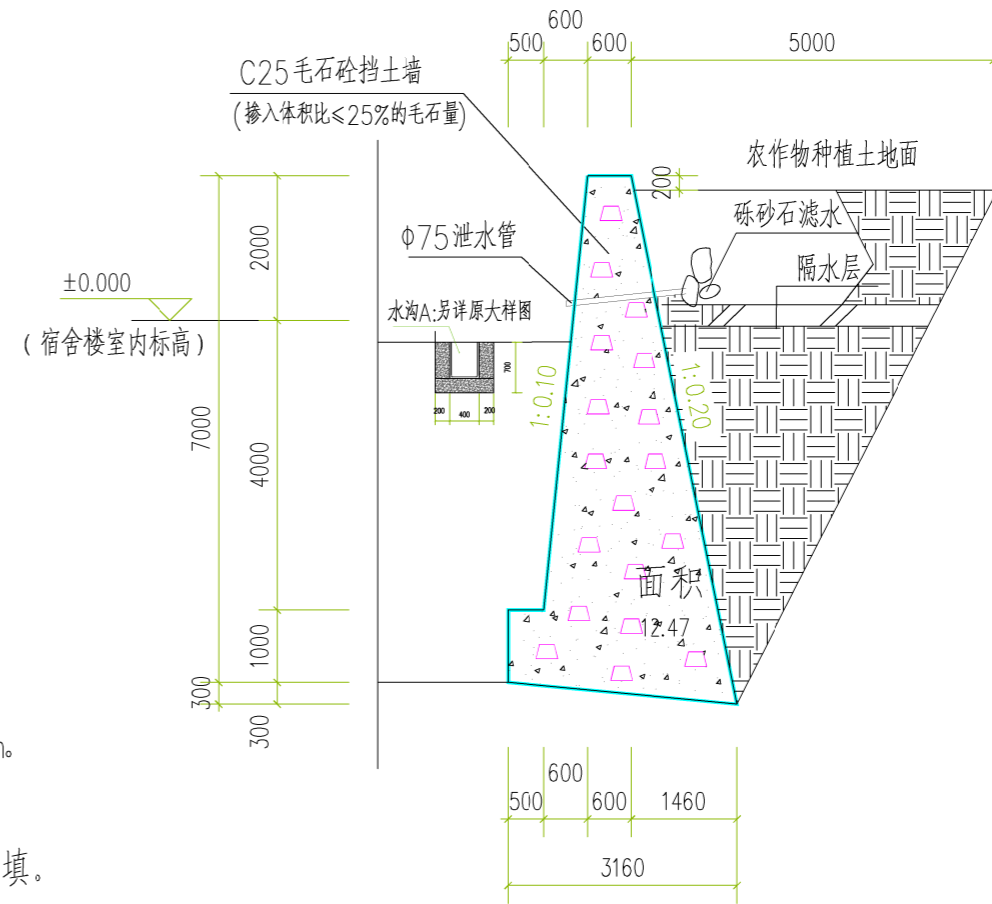 600
500 600 5000
C25毛石砼挡土墙
(掺入体积比≤25%的毛石量)
农作物种植土地面
200
砾砂石滤水
Φ75泄水管
隔水层
2000
±0.000
(宿舍楼室内标高)
水沟A:另详原大样图
700
200 400 200
1:0.10
1:0.20
7000
4000
面积
12.47
1000
300
300
600
500 600 1460
3160
填。